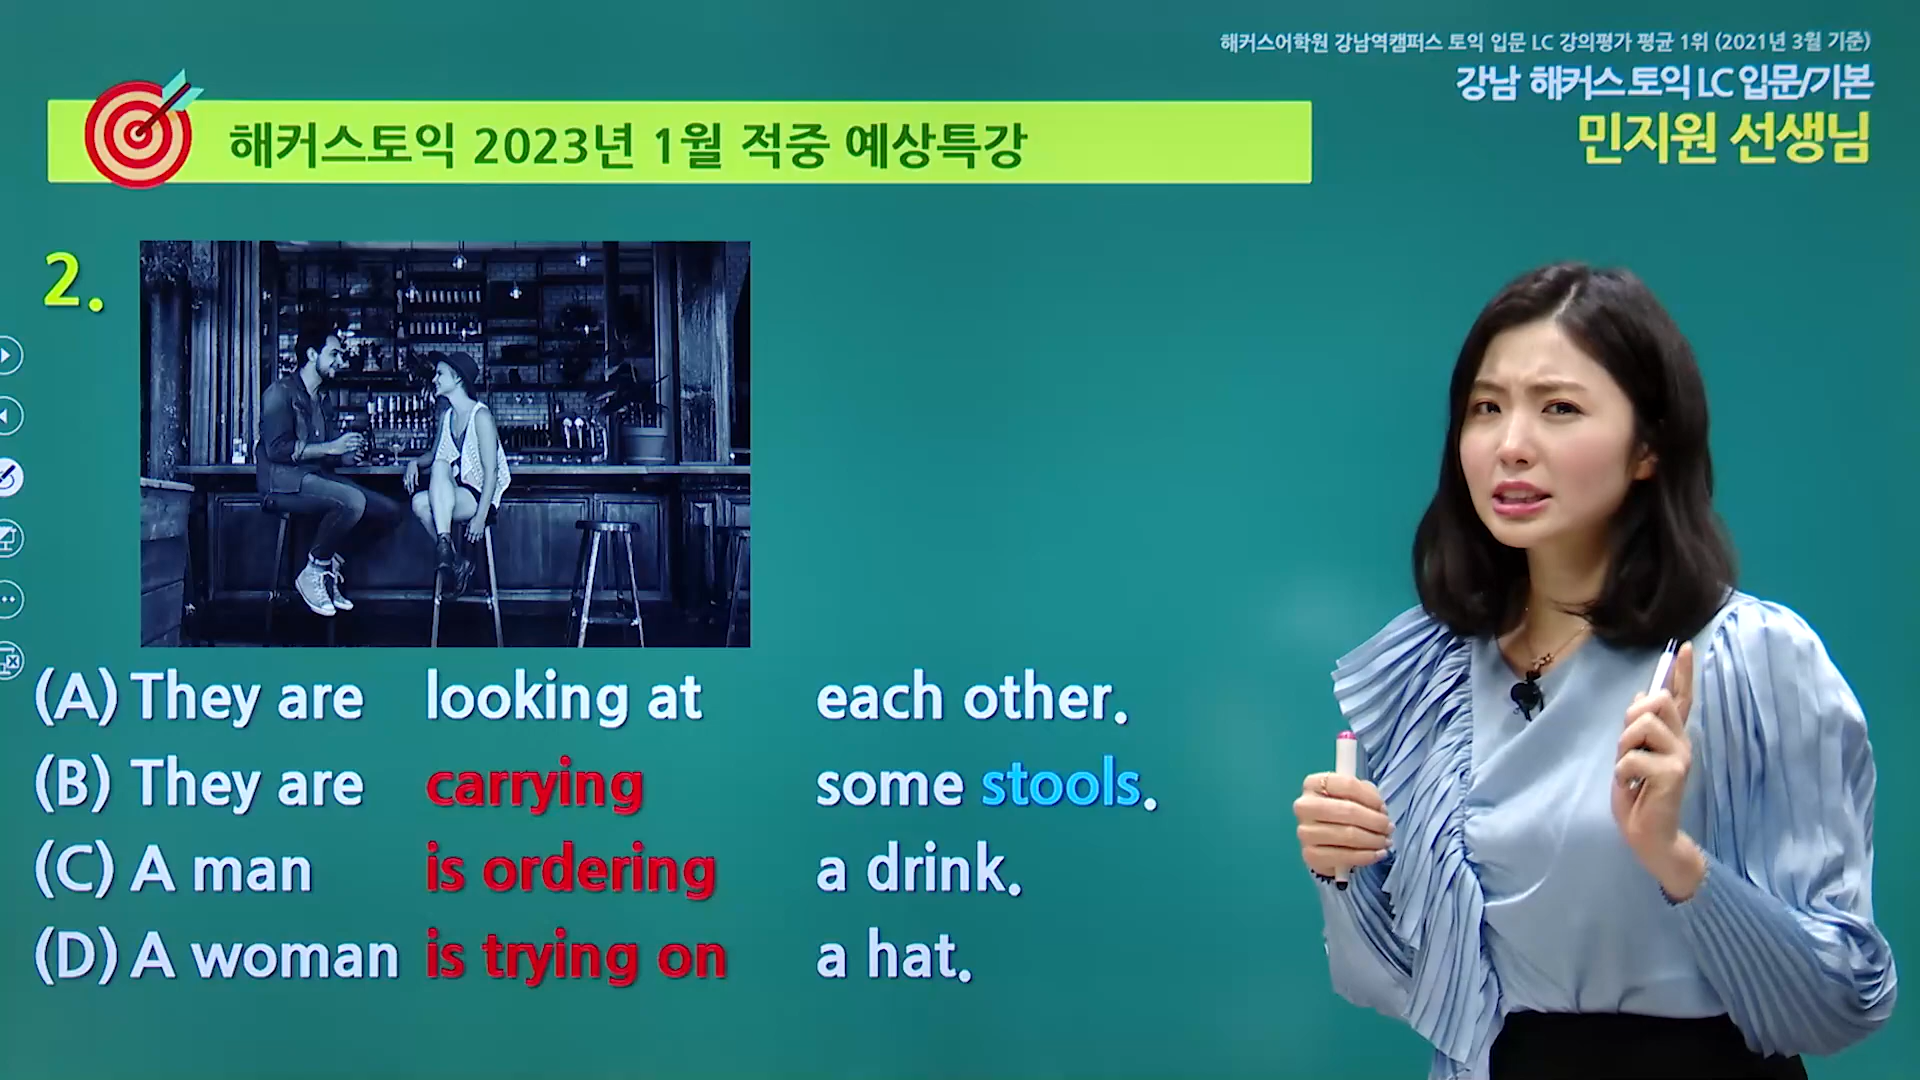 해커스어학원 강남역캠퍼스 토익 입문 LC 강의평가 평균 1위 (2021년 3월 기준)
강남 해커스 토익 LC 입문/기본
민지원 선생님
해커스토익 2023년 1월 적중 예상특강
2.
(A) They are looking at each other.
(B) They are carrying some stools.
(C) A man is ordering a drink.
(D) A woman is trying on a hat.